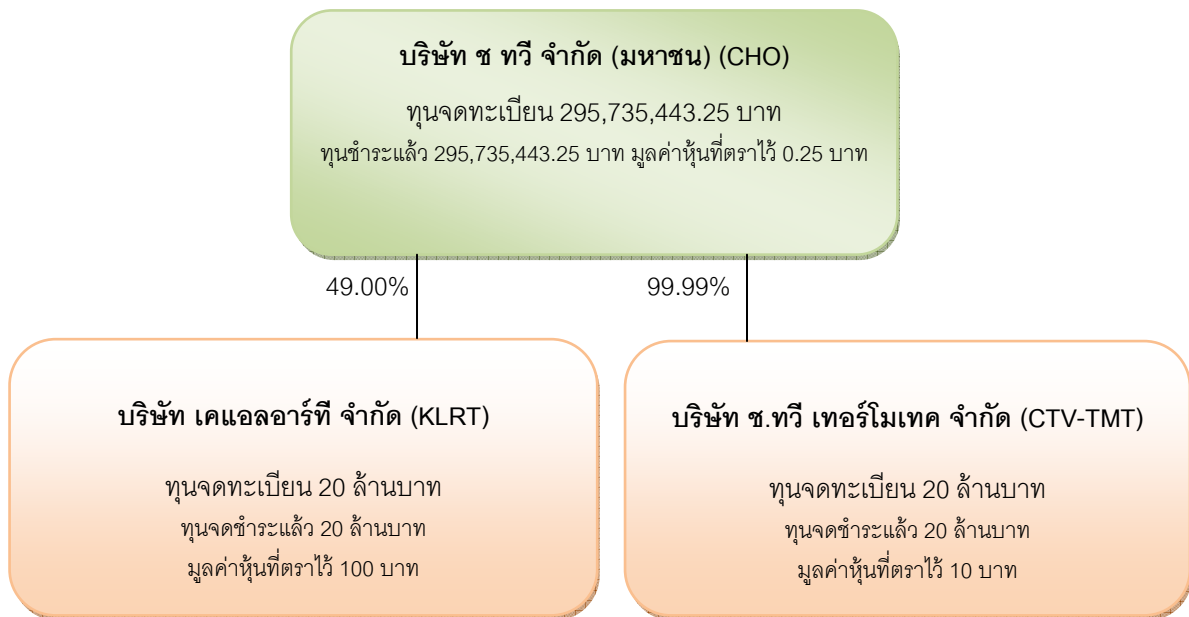 บริษัท ช ทวี จำกัด (มหาชน) (CHO)
ทุนจดทะเบียน 295,735,443.25 บาท
ทุนชำระแล้ว 295,735,443.25 บาท มูลค่าหุ้นที่ตราไว้ 0.25 บาท
49.00%
99.99%
บริษัท เคแอลอาร์ที จำกัด (KLRT)
ทุนจดทะเบียน 20 ล้านบาท
ทุนจดชำระแล้ว 20 ล้านบาท
มูลค่าหุ้นที่ตราไว้ 100 บาท
บริษัท ช.ทวี เทอร์โมเทค จำกัด (CTV-TMT)
ทุนจดทะเบียน 20 ล้านบาท
ทุนจดชำระแล้ว 20 ล้านบาท
มูลค่าหุ้นที่ตราไว้ 10 บาท